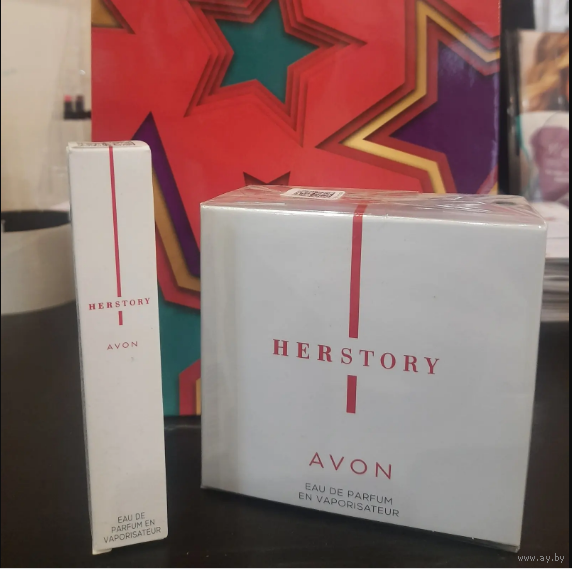 HERSTORY
AVON
EAU DE
PARFUM EN
VAPORISATEUR
HERSTORY
AVON
EAU DE PARFUM
EN VAPORISATEUR
www.ay.by